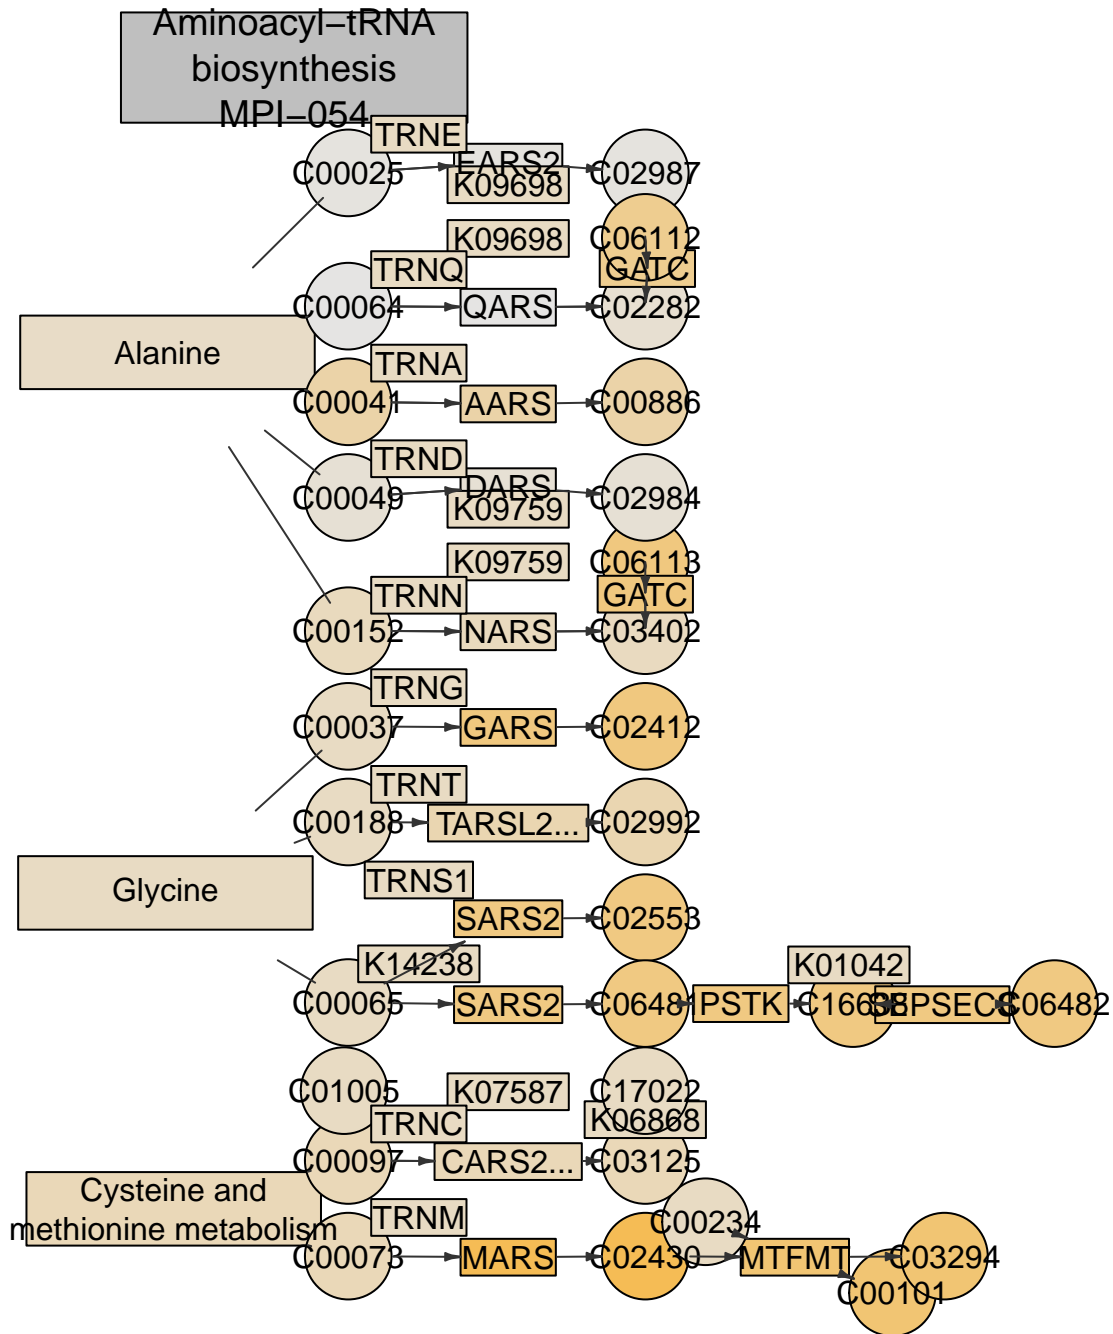 Aminoacyl−tRNA
biosynthesis
MPI−054
TRNE
C00025
EARS2
C02987
K09698
K09698
C06112
TRNQ
GATC
C00064
QARS
C02282
Alanine
TRNA
C00041
AARS
C00886
TRND
C00049
DARS
C02984
K09759
K09759
C06113
TRNN
GATC
C00152
NARS
C03402
TRNG
C00037
GARS
C02412
TRNT
C00188
TARSL2...
C02992
Glycine
TRNS1
SARS2
C02553
K14238
K01042
C00065
SARS2
C06481
PSTK
C16638
SEPSECS
C06482
C01005
K07587
C17022
TRNC
K06868
C00097
CARS2...
C03125
Cysteine and
methionine metabolism
TRNM
C00234
C00073
MARS
C02430
MTFMT
C03294
C00101